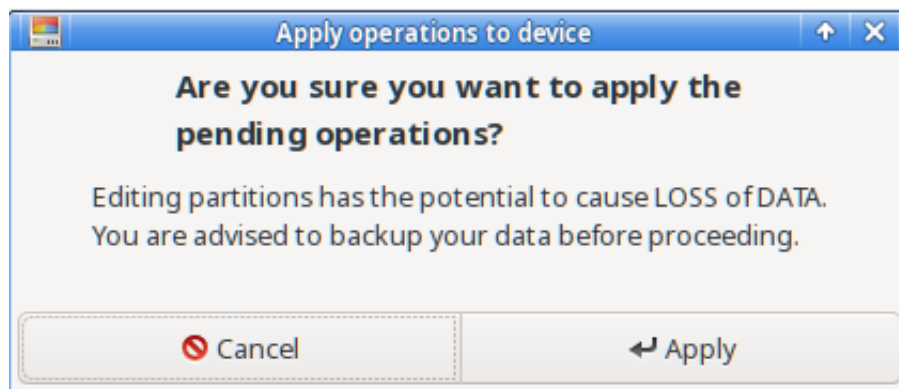 Apply operations to device
Are you sure you want to apply the
pending operations?
Editing partitions has the potential to cause LOSS of DATA.
You are advised to backup your data before proceeding.
Cancel
Apply